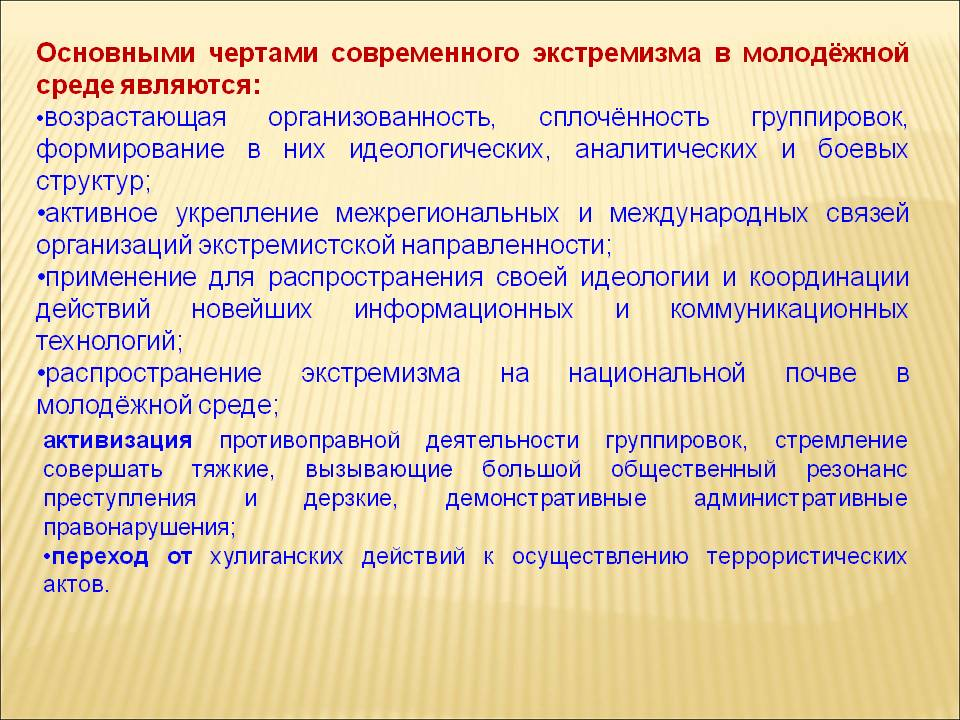 Основными чертами современного экстремизма в молодёжной
среде являются:
•возрастающая организованность, сплочённость группировок,
формирование в них идеологических, аналитических и боевых
структур;
•активное укрепление межрегиональных и международных связей
организаций экстремистской направленности;
•применение для распространения своей идеологии и координации
действий новейших информационных и коммуникационных
технологий;
•распространение экстремизма на национальной почве в
молодёжной среде;
активизация противоправной деятельности группировок, стремление
совершать тяжкие, вызывающие большой общественный резонанс
преступления и дерзкие, демонстративные административные
правонарушения;
•переход от хулиганских действий к осуществлению террористических
актов.